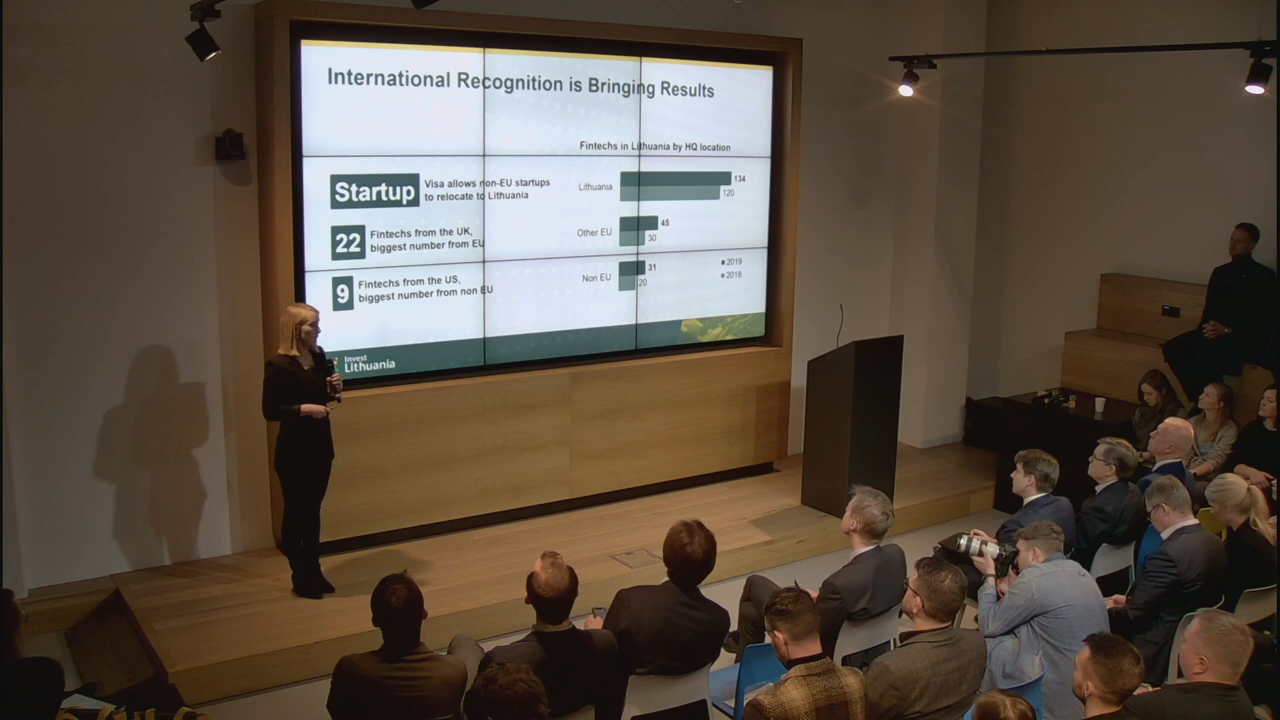 International Recognition is Bringing Results
Fintechs in Lithuania by HQ location
Startup
Visa allows non-EU startups
to relocate to Lithuania
22
Fintechs from the UK,
biggest number from EU
9
Fintechs from the US,
biggest number from non EU
Lithuania
134
120
Other EU
45
30
Non EU
31
20
2019
2018
Invest
Lithuania